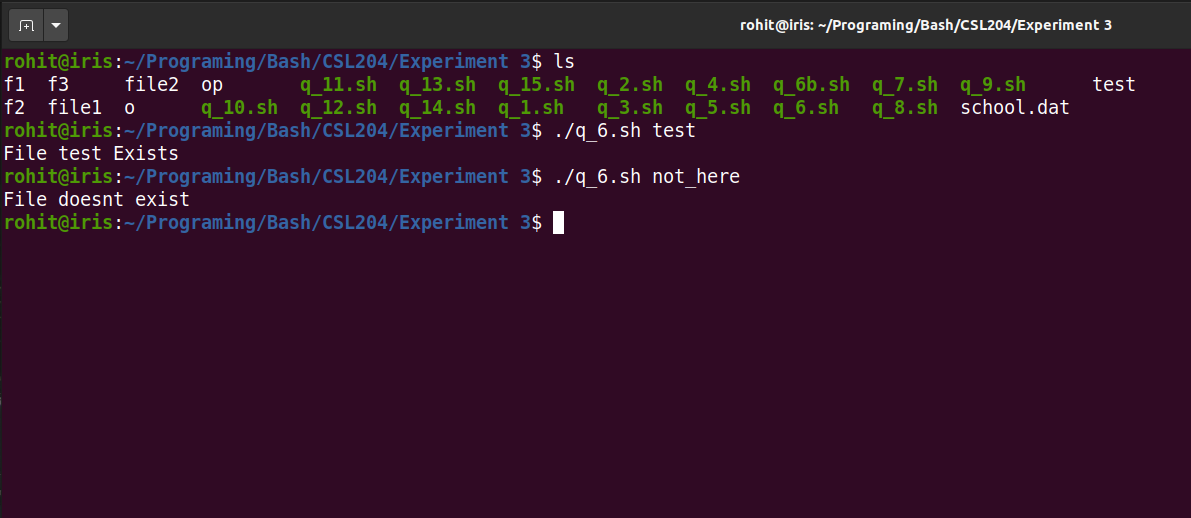 rohit@iris: ~/Programing/Bash/CSL204/Experiment 3
rohit@iris:~/Programing/Bash/CSL204/Experiment 3$ ls
f1  f3      file2  op       q_11.sh  q_13.sh  q_15.sh  q_2.sh  q_4.sh  q_6b.sh  q_7.sh  q_9.sh      test
f2  file1  o      q_10.sh  q_12.sh  q_14.sh  q_1.sh   q_3.sh  q_5.sh  q_6.sh   q_8.sh  school.dat
rohit@iris:~/Programing/Bash/CSL204/Experiment 3$ ./q_6.sh test
File test Exists
rohit@iris:~/Programing/Bash/CSL204/Experiment 3$ ./q_6.sh not_here
File doesnt exist
rohit@iris:~/Programing/Bash/CSL204/Experiment 3$